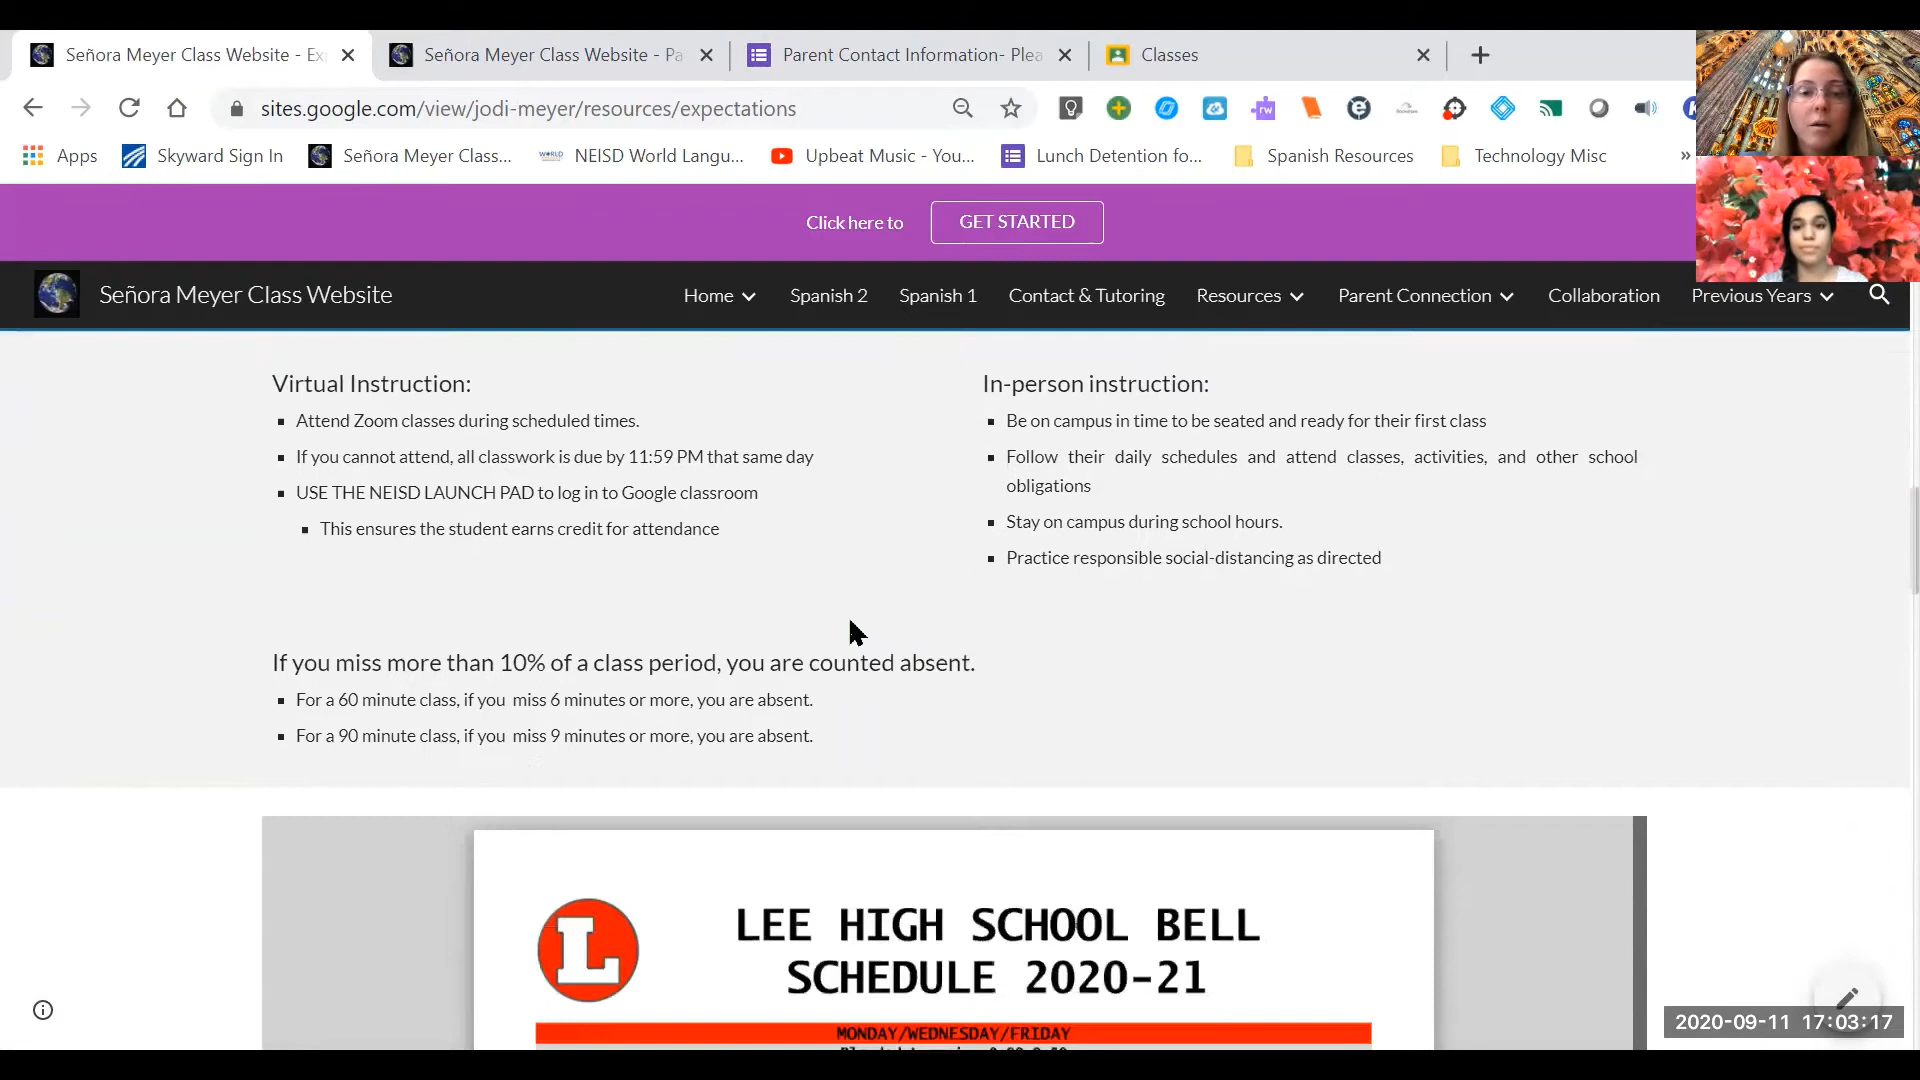 Señora Meyer Class Website - Ex
Señora Meyer Class Website - Pa
Parent Contact Information- Plea
Classes
sites.google.com/view/jodi-meyer/resources/expectations
rw
Apps
Skyward Sign In
Señora Meyer Class...
WORLD
NEISD World Langu...
Upbeat Music - You...
Lunch Detention fo...
Spanish Resources
Technology Misc
»
Click here to
GET STARTED
Señora Meyer Class Website
Home
Spanish 2
Spanish 1
Contact & Tutoring
Resources
Parent Connection
Collaboration
Previous Years
Virtual Instruction:
Attend Zoom classes during scheduled times.
If you cannot attend, all classwork is due by 11:59 PM that same day
USE THE NEISD LAUNCH PAD to log in to Google classroom
This ensures the student earns credit for attendance
In-person instruction:
Be on campus in time to be seated and ready for their first class
Follow their daily schedules and attend classes, activities, and other school
obligations
Stay on campus during school hours.
Practice responsible social-distancing as directed
If you miss more than 10% of a class period, you are counted absent.
For a 60 minute class, if you miss 6 minutes or more, you are absent.
For a 90 minute class, if you miss 9 minutes or more, you are absent.
L
LEE HIGH SCHOOL BELL
SCHEDULE 2020-21
MONDAY/WEDNESDAY/FRIDAY
2020-09-11 17:03:17